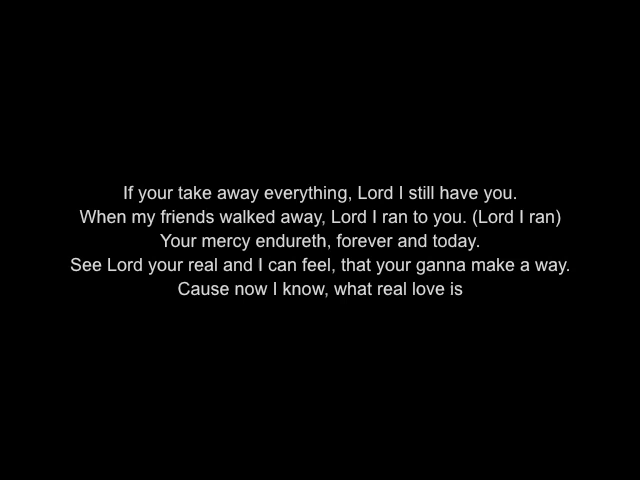 If your take away everything, Lord I still have you.
When my friends walked away, Lord I ran to you. (Lord I ran)
Your mercy endureth, forever and today.
See Lord your real and I can feel, that your ganna make a way.
Cause now I know, what real love is